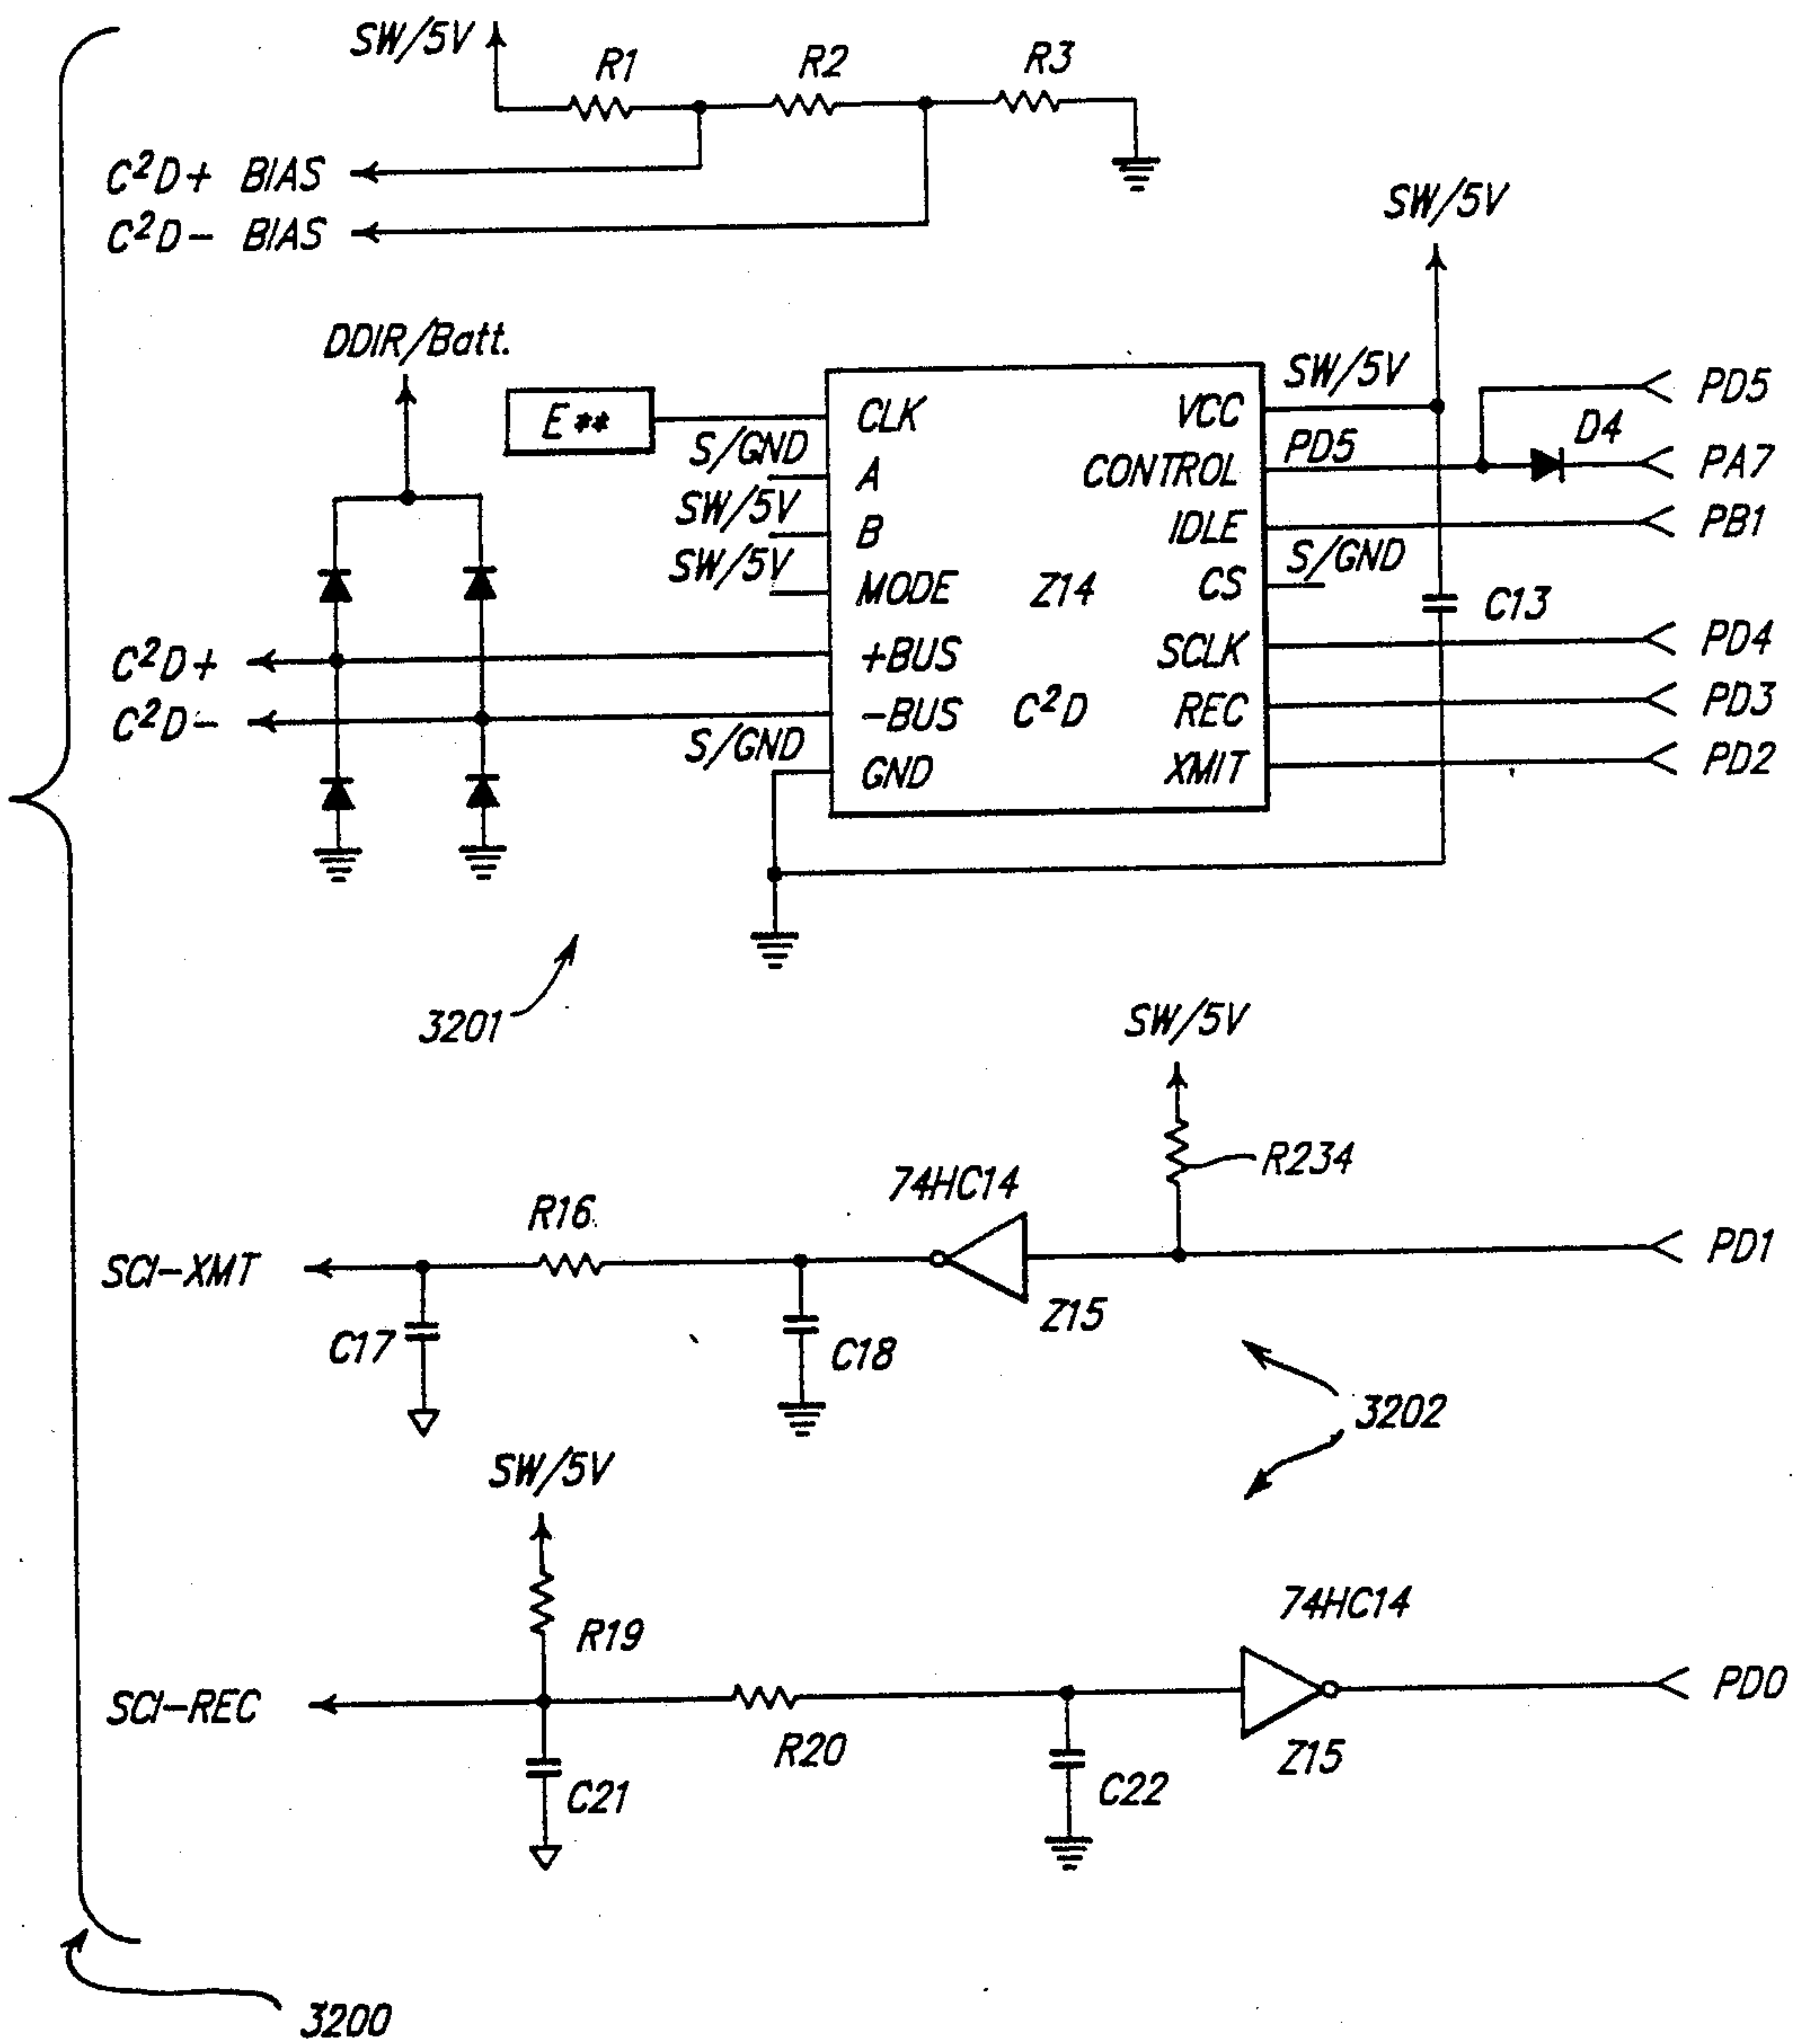 SW/5V
R1
R2
R3
C²D+ BIAS
C²D- BIAS
SW/5V
DDIR/Batt.
E**
CLK
S/GND
A
SW/5V
B
SW/5V
MODE
+BUS
-BUS
S/GND
GND
Z14
C²D
VCC
SW/5V
CONTROL
PD5
IDLE
CS
S/GND
SCLK
REC
XMIT
C13
D4
PD5
PA7
PB1
PD4
PD3
PD2
C²D+
C²D-
3201
SW/5V
R234
74HC14
R16
SCI-XMT
PD1
Z15
C17
C18
3202
SW/5V
R19
74HC14
SCI-REC
PD0
R20
Z15
C21
C22
3200